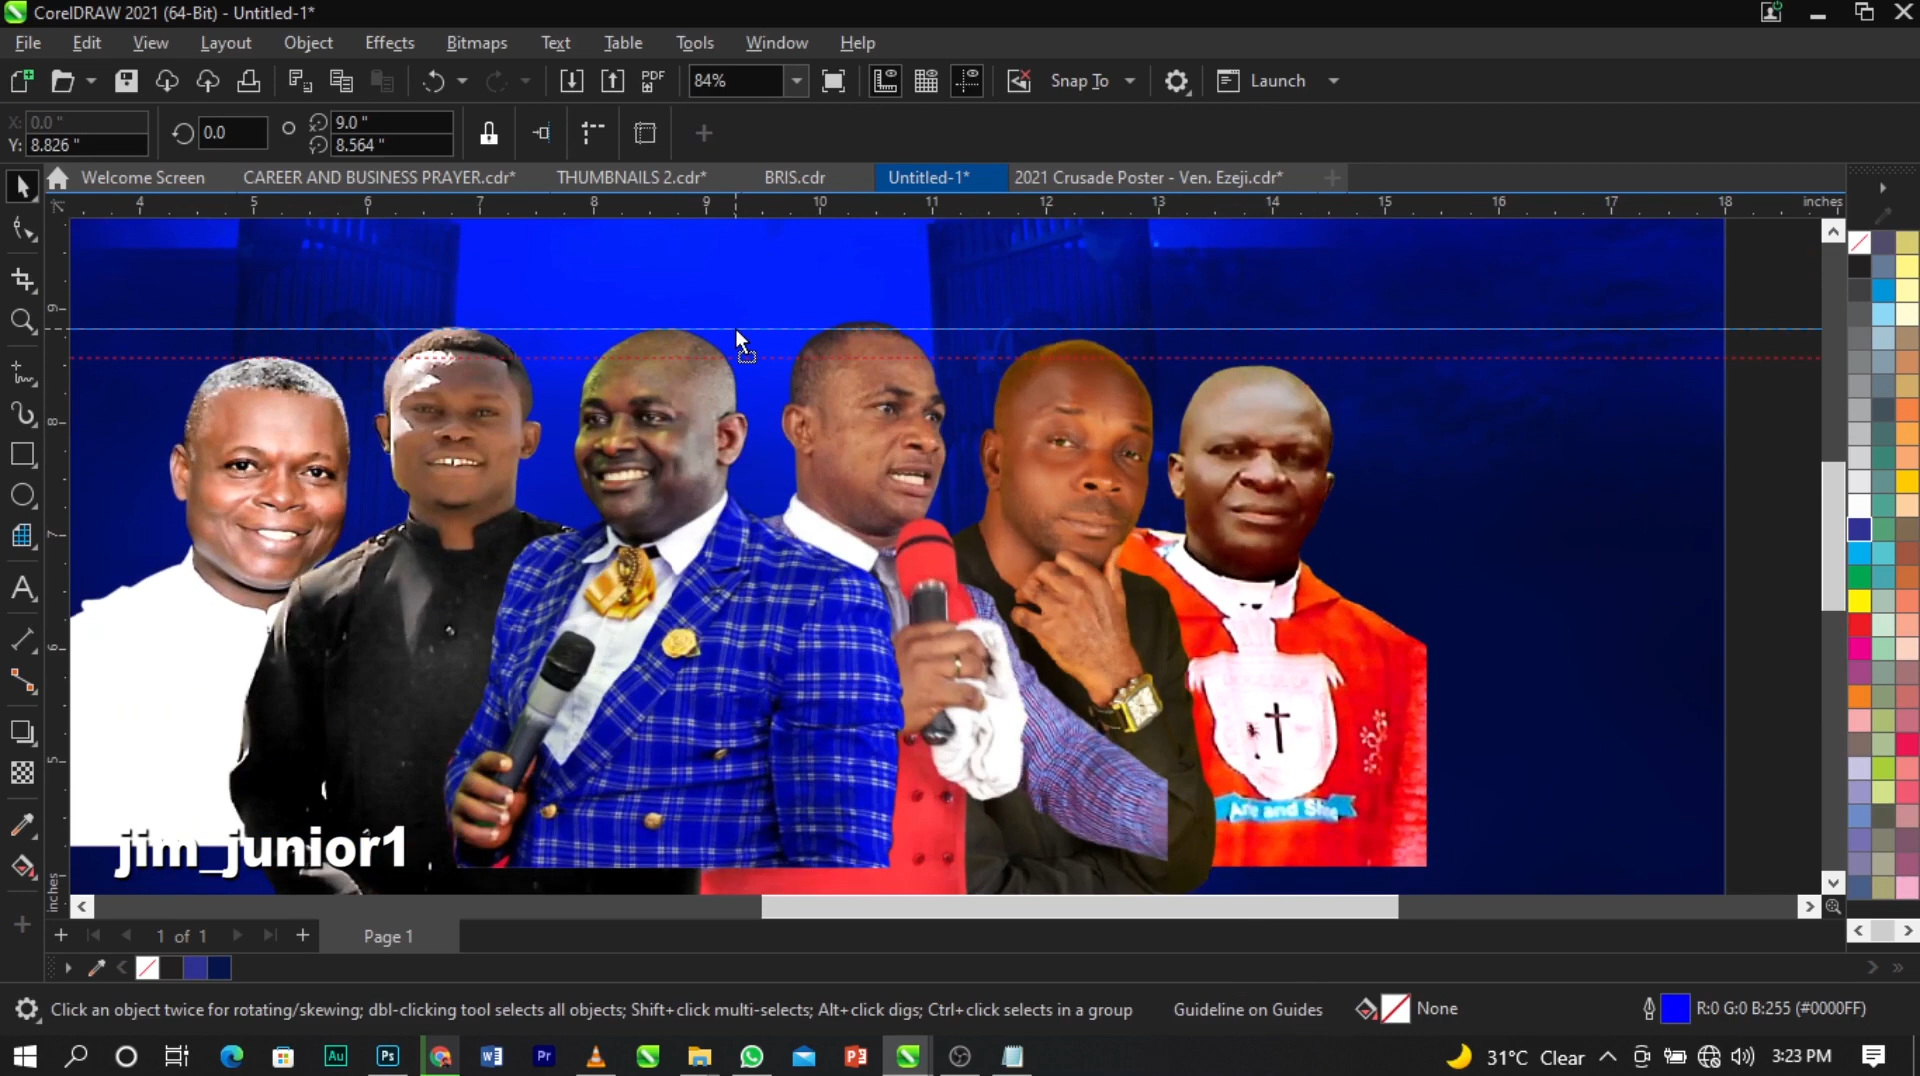 CorelDRAW 2021 (64-Bit) - Untitled-1*
File Edit View Layout Object Effects Bitmaps Text Table Tools Window Help
PDF 84% Snap To Launch
X: 0.0 " 0.0 9.0 "
Y: 8.826 " 8.564 "
Welcome Screen CAREER AND BUSINESS PRAYER.cdr* THUMBNAILS 2.cdr* BRIS.cdr Untitled-1* 2021 Crusade Poster - Ven. Ezeji.cdr*
4 5 6 7 8 9 10 11 12 13 14 15 16 17 18 inches
9
8
7
6
5
inches
jim_junior1
1 of 1 Page 1
Click an object twice for rotating/skewing; dbl-clicking tool selects all objects; Shift+click multi-selects; Alt+click digs; Ctrl+click selects in a group Guideline on Guides None R:0 G:0 B:255 (#0000FF)
Au Ps W Pr P 31°C Clear 3:23 PM